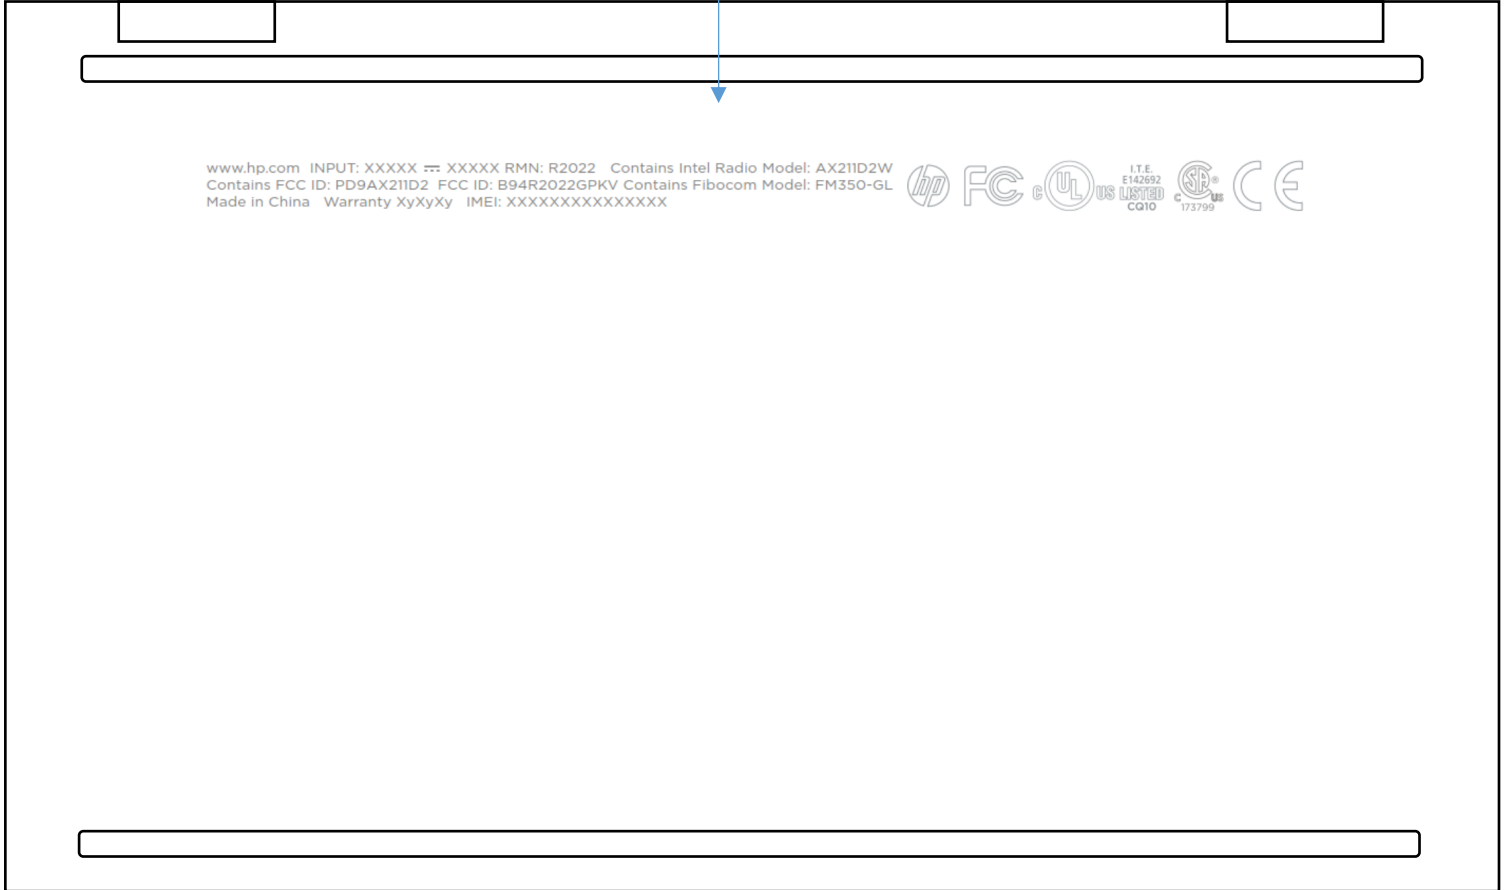 www.hp.com INPUT: XXXXX ⎓ XXXXX RMN: R2022 Contains Intel Radio Model: AX211D2W
Contains FCC ID: PD9AX211D2 FCC ID: B94R2022GPKV Contains Fibocom Model: FM350-GL
Made in China Warranty XyXyXy IMEI: XXXXXXXXXXXXXXX
hp
FC
C UL US
I.T.E.
E142692
LISTED
CQ10
C SA ® US
173799
CE